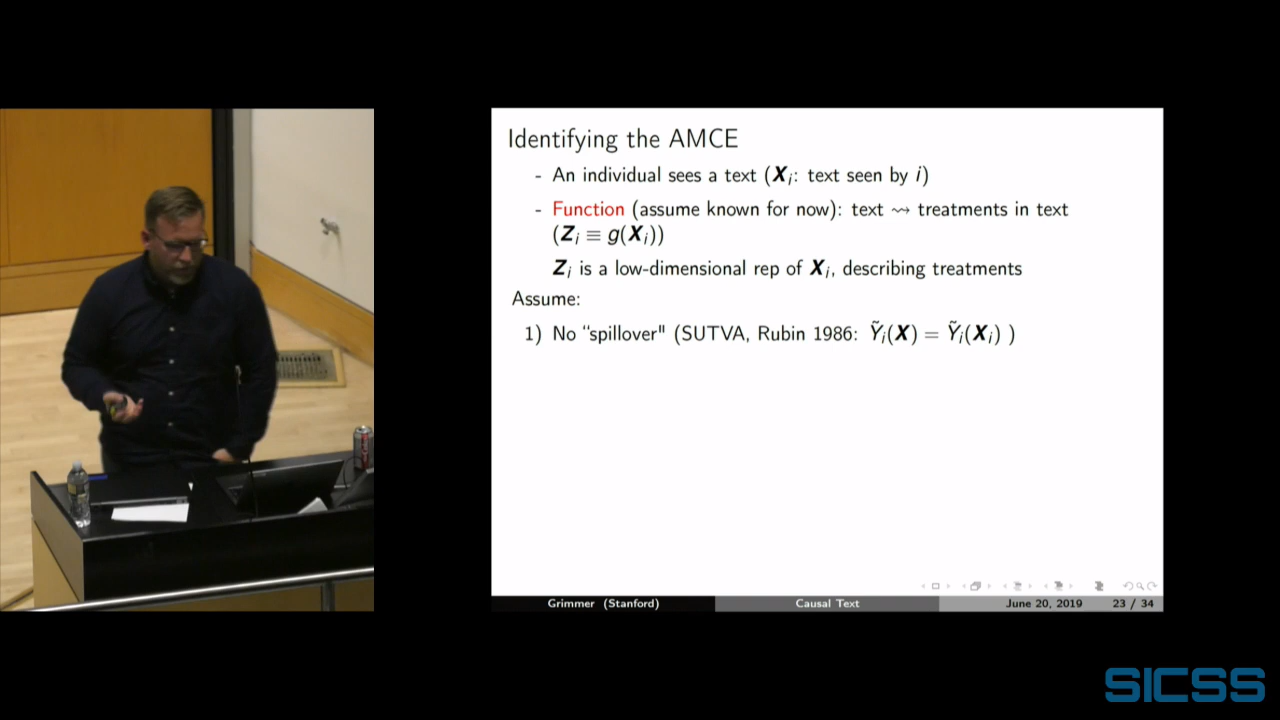 Identifying the AMCE
- An individual sees a text (Xᵢ: text seen by i)
- Function (assume known for now): text ⇝ treatments in text
(Zᵢ ≡ g(Xᵢ))
Zᵢ is a low-dimensional rep of Xᵢ, describing treatments
Assume:
1) No "spillover" (SUTVA, Rubin 1986: Ỹᵢ(X) = Ỹᵢ(Xᵢ) )
Grimmer (Stanford) Causal Text June 20, 2019 23 / 34
SICSS